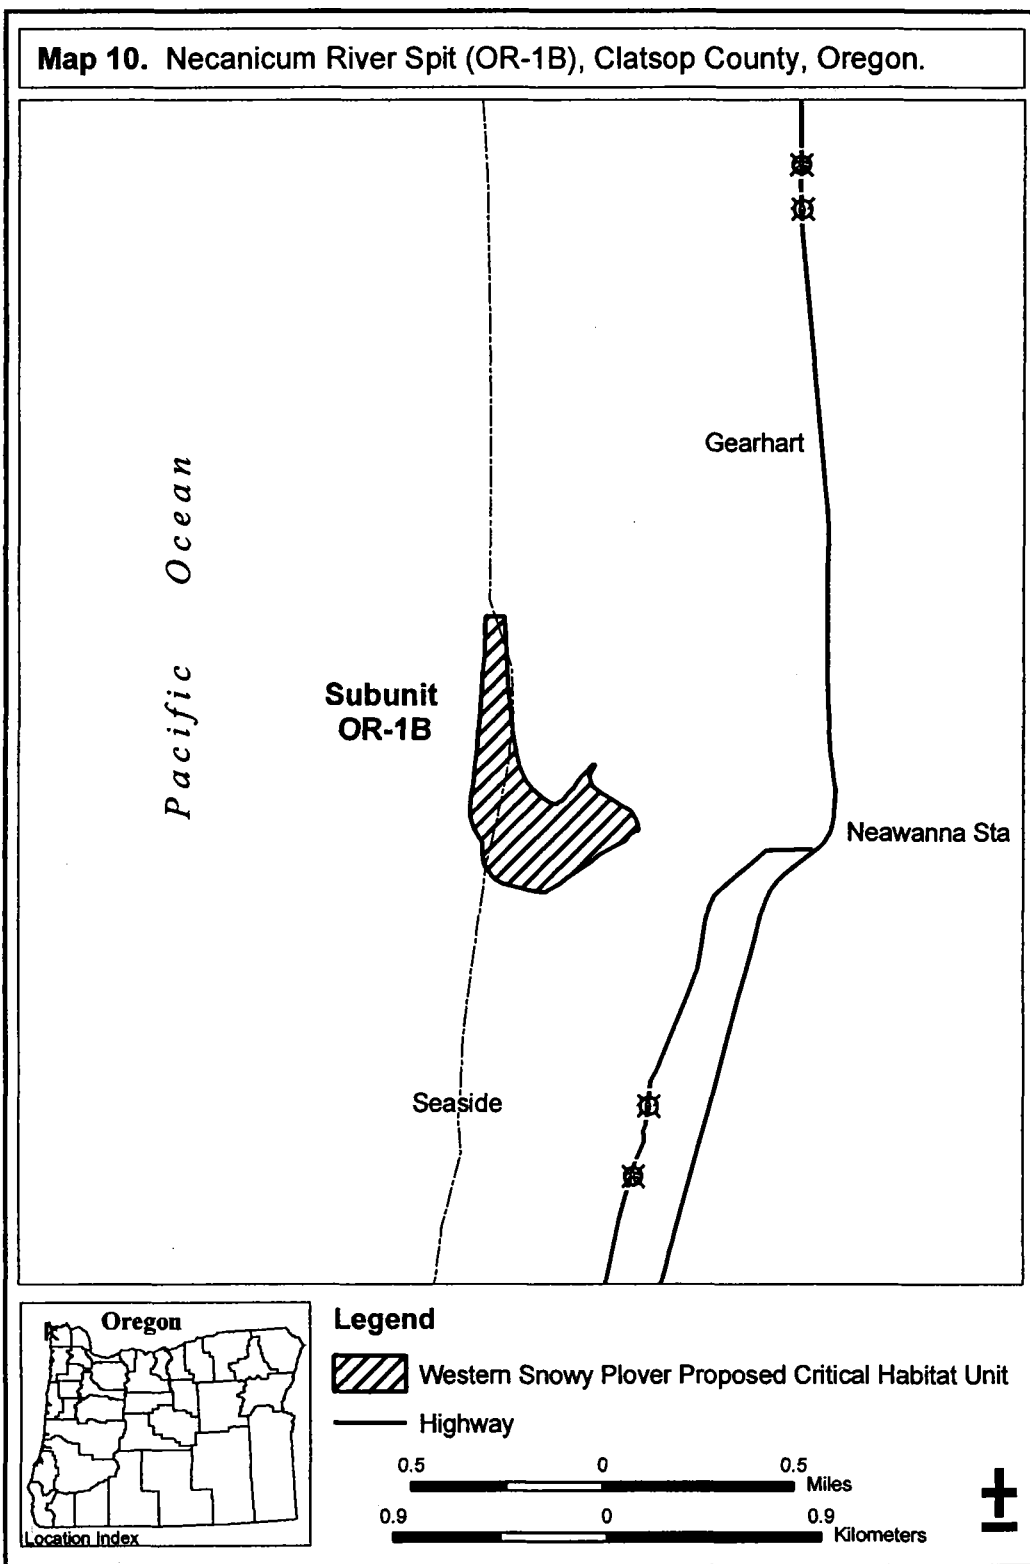 Map 10. Necanicum River Spit (OR-1B), Clatsop County, Oregon.
Gearhart
Pacific Ocean
Subunit
OR-1B
Neawanna Sta
Seaside
Oregon
Location Index
Legend
Western Snowy Plover Proposed Critical Habitat Unit
Highway
0.5 0 0.5
Miles
0.9 0 0.9
Kilometers